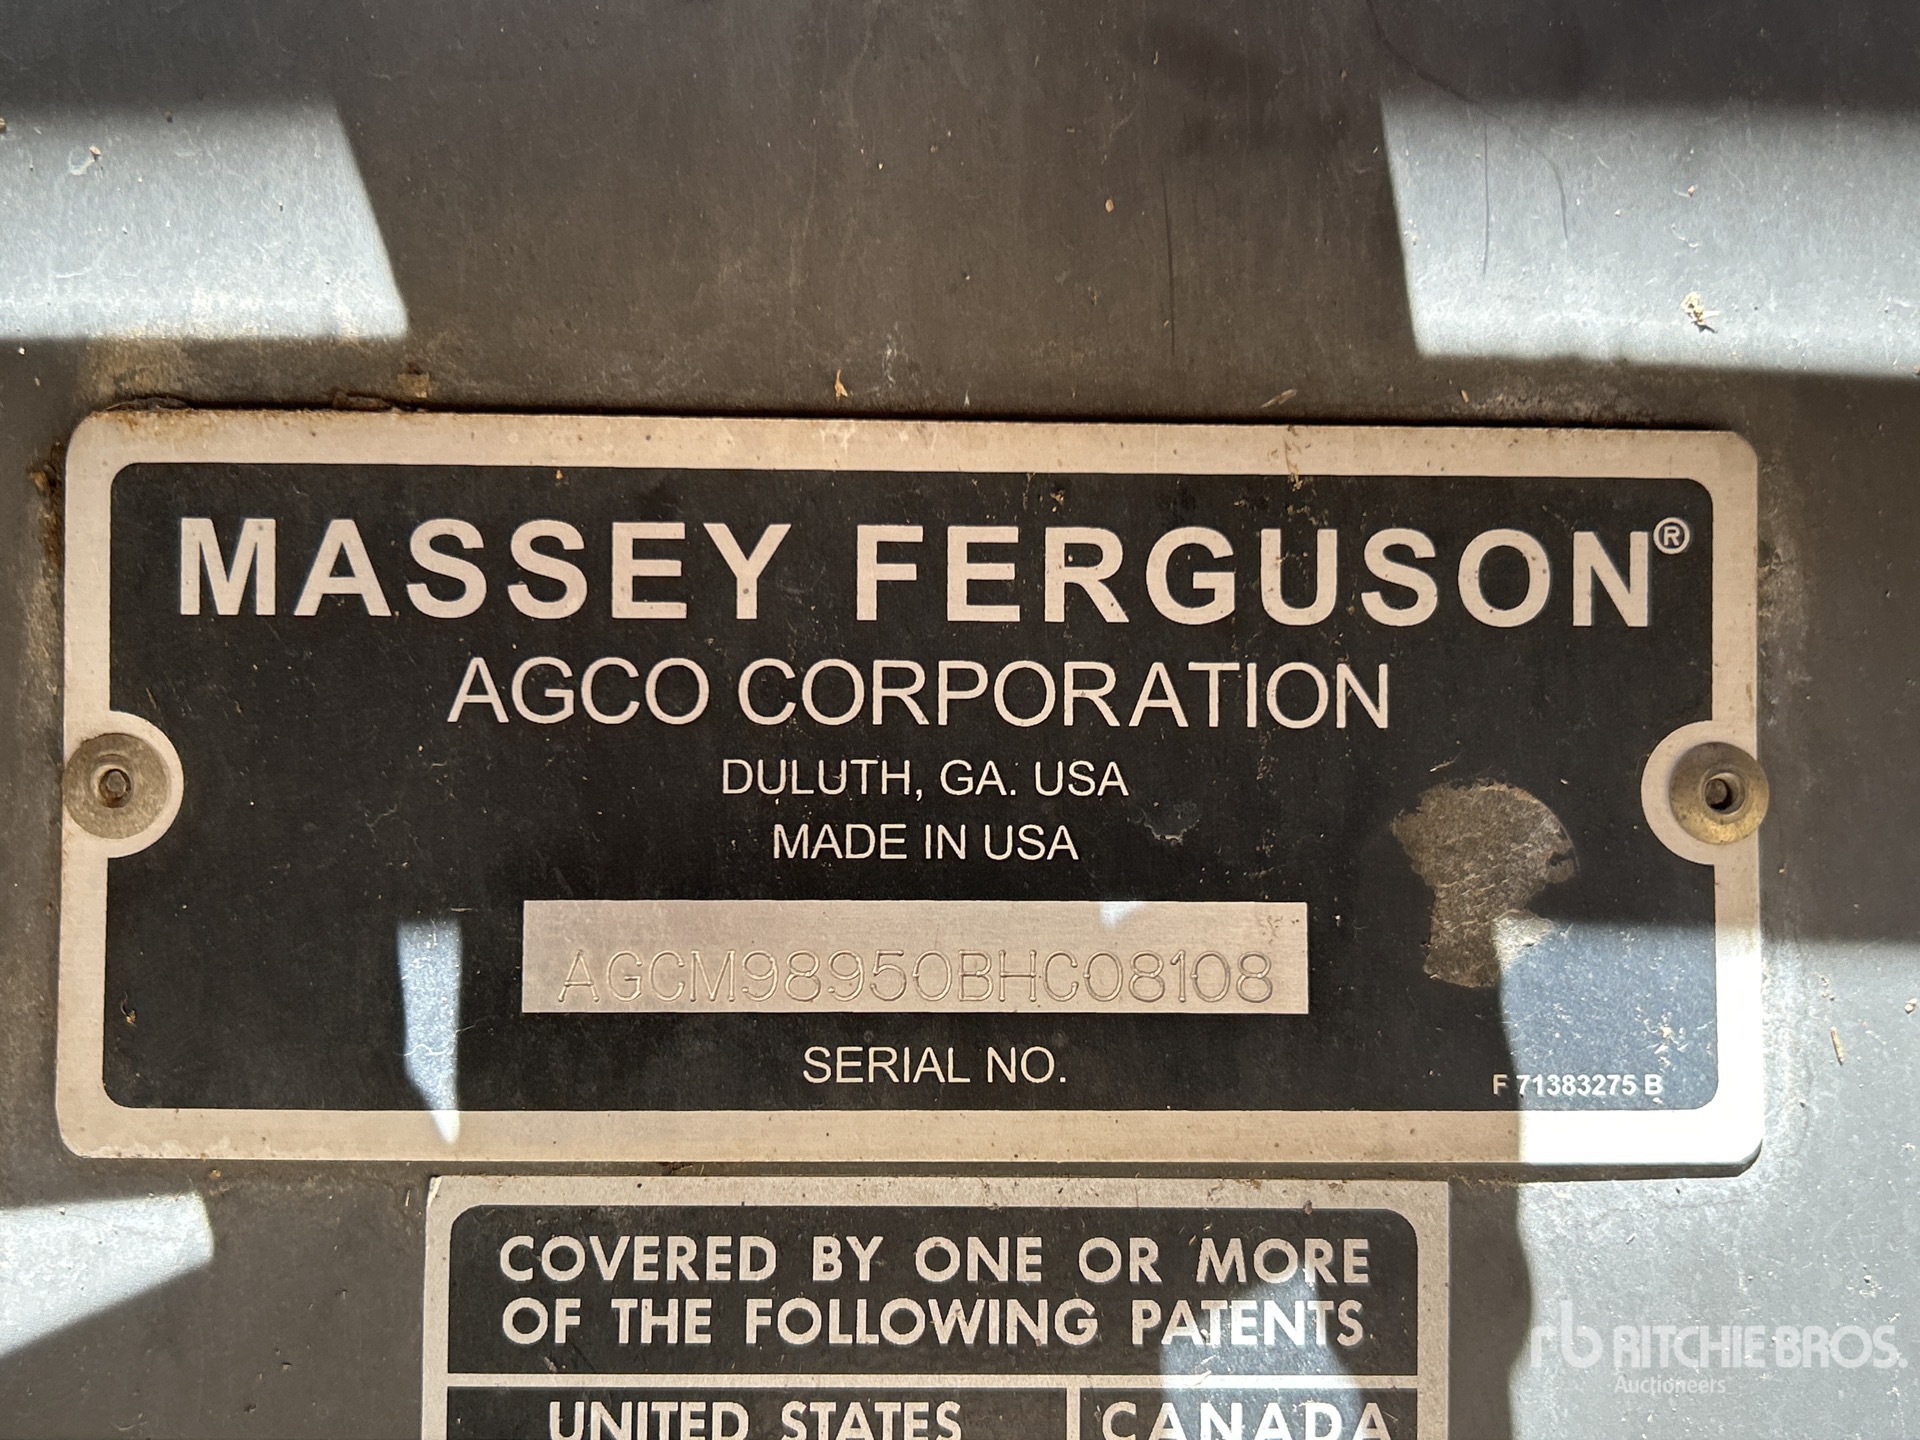 MASSEY FERGUSON®
AGCO CORPORATION
DULUTH, GA. USA
MADE IN USA
AGCM98950BHC08108
SERIAL NO.
F 71383275 B
COVERED BY ONE OR MORE
OF THE FOLLOWING PATENTS
UNITED STATES
CANADA
rb RITCHIE BROS.
Auctioneers